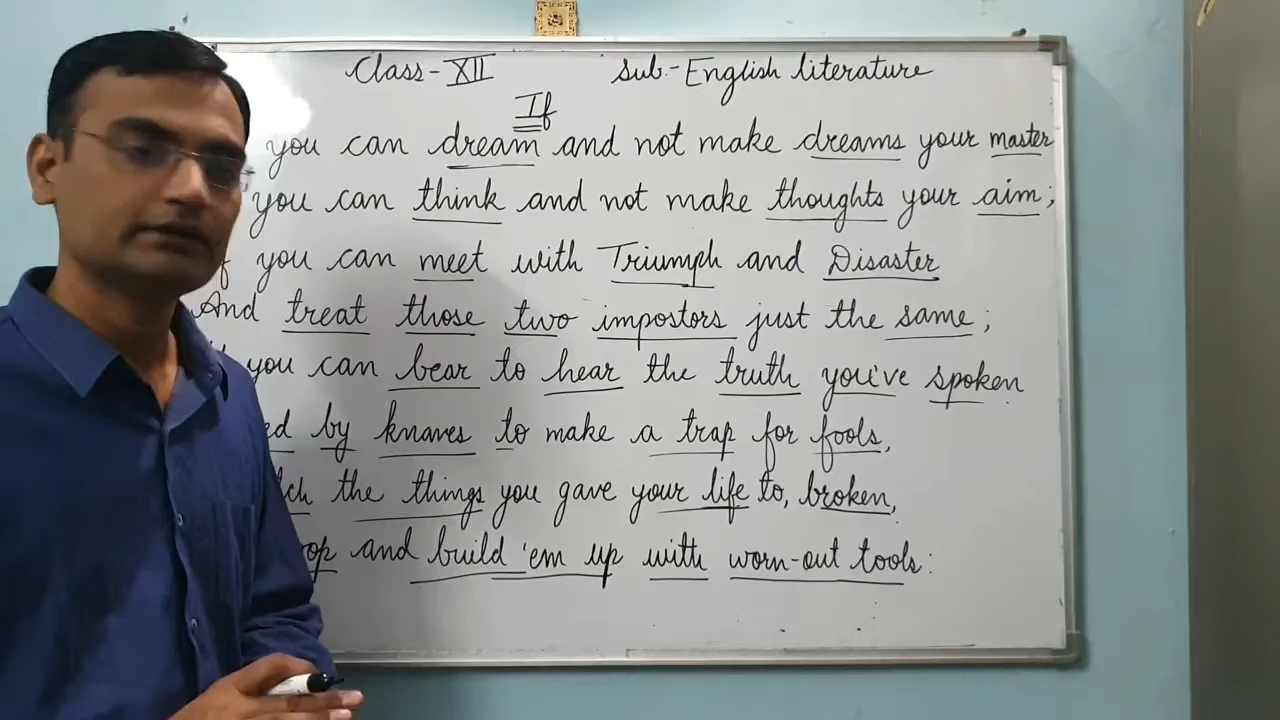 Class-XII Sub.-English literature
If
you can dream and not make dreams your master
you can think and not make thoughts your aim;
you can meet with Triumph and Disaster
And treat those two impostors just the same;
you can bear to hear the truth you've spoken
by knaves to make a trap for fools,
the things you gave your life to, broken,
and build 'em up with worn-out tools: